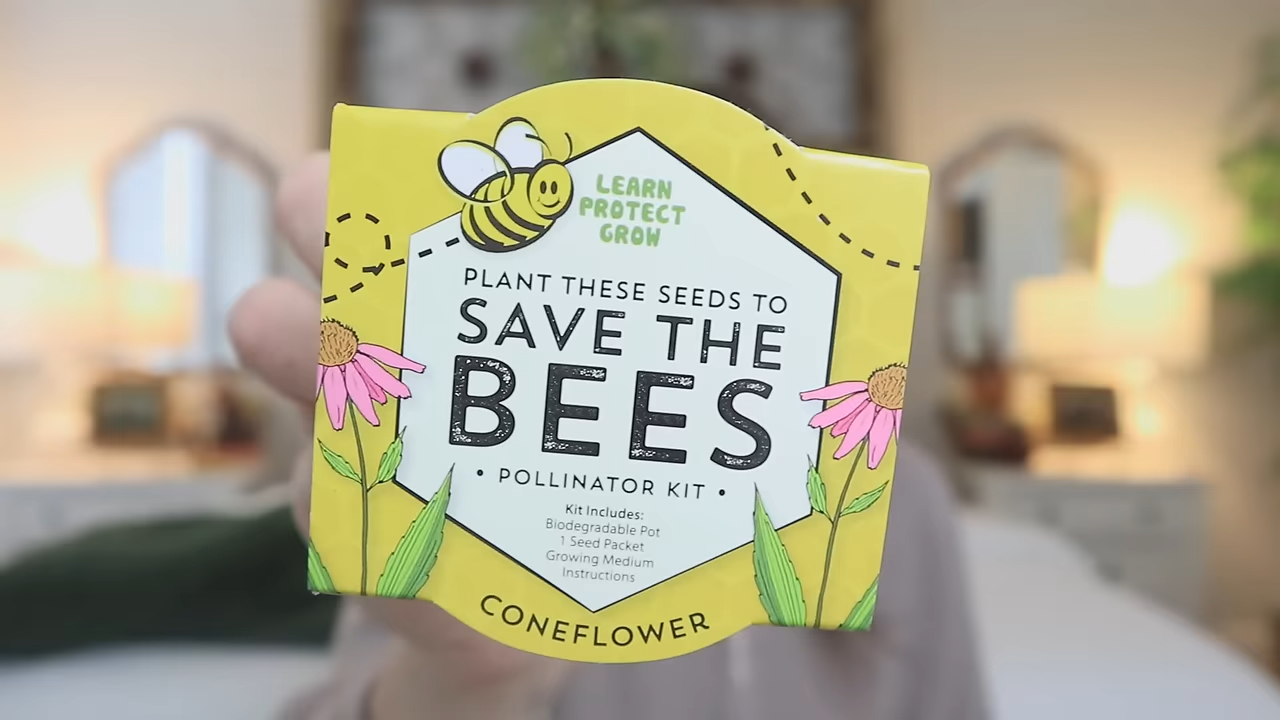 LEARN
PROTECT
GROW
PLANT THESE SEEDS TO
SAVE THE
BEES
• POLLINATOR KIT •
Kit Includes:
Biodegradable Pot
1 Seed Packet
Growing Medium
Instructions
CONEFLOWER